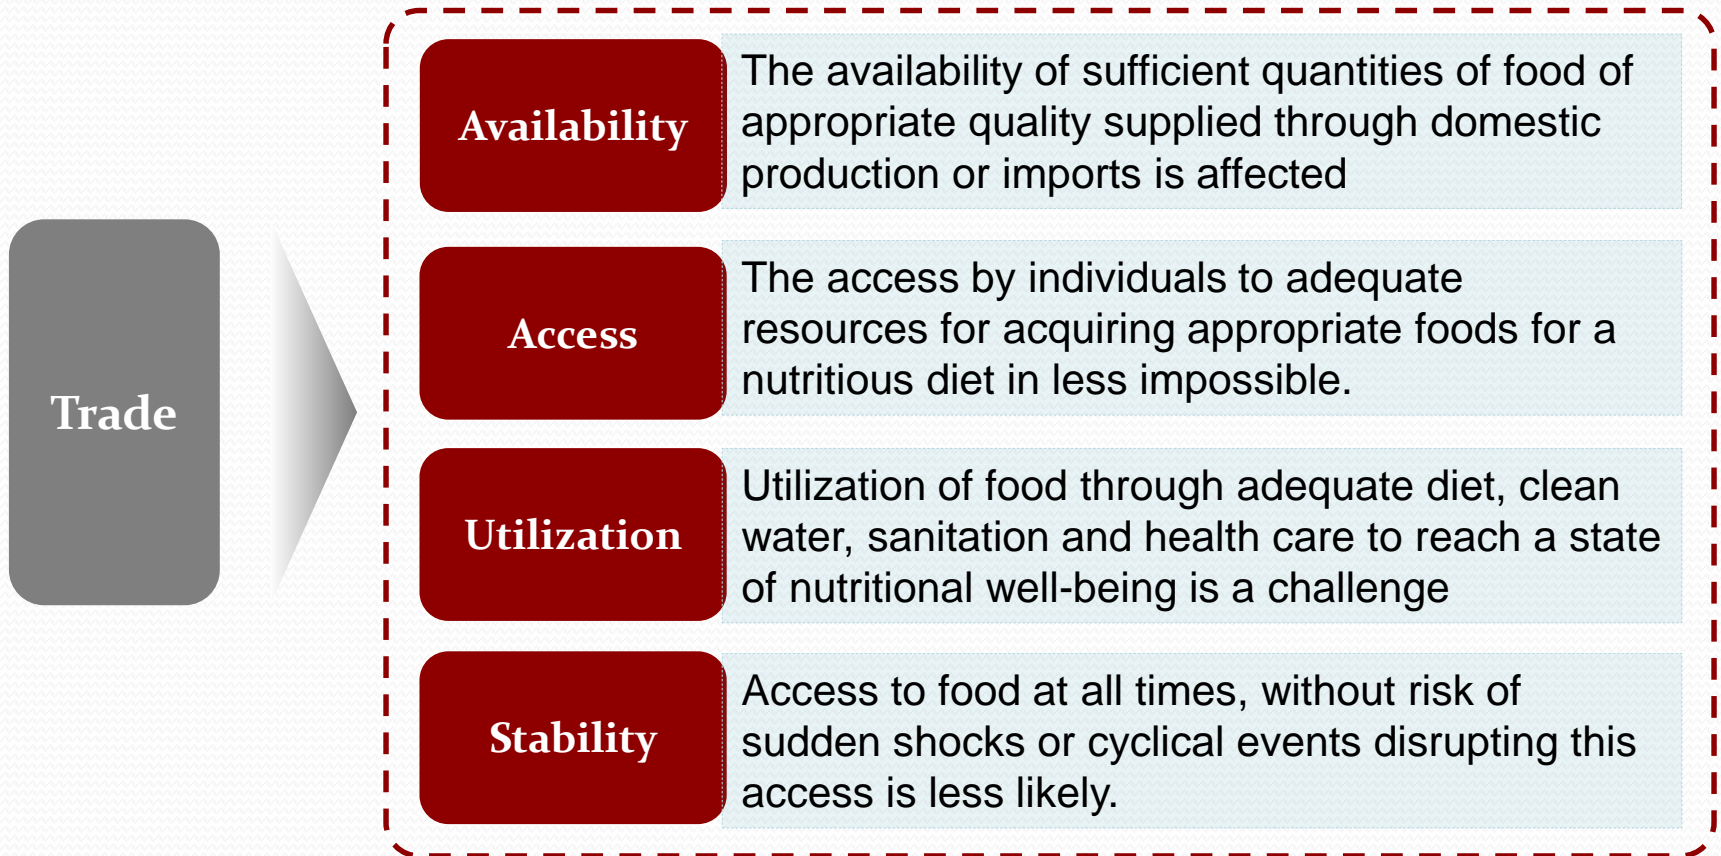 Trade
Availability
The availability of sufficient quantities of food of
appropriate quality supplied through domestic
production or imports is affected
Access
The access by individuals to adequate
resources for acquiring appropriate foods for a
nutritious diet in less impossible.
Utilization
Utilization of food through adequate diet, clean
water, sanitation and health care to reach a state
of nutritional well-being is a challenge
Stability
Access to food at all times, without risk of
sudden shocks or cyclical events disrupting this
access is less likely.